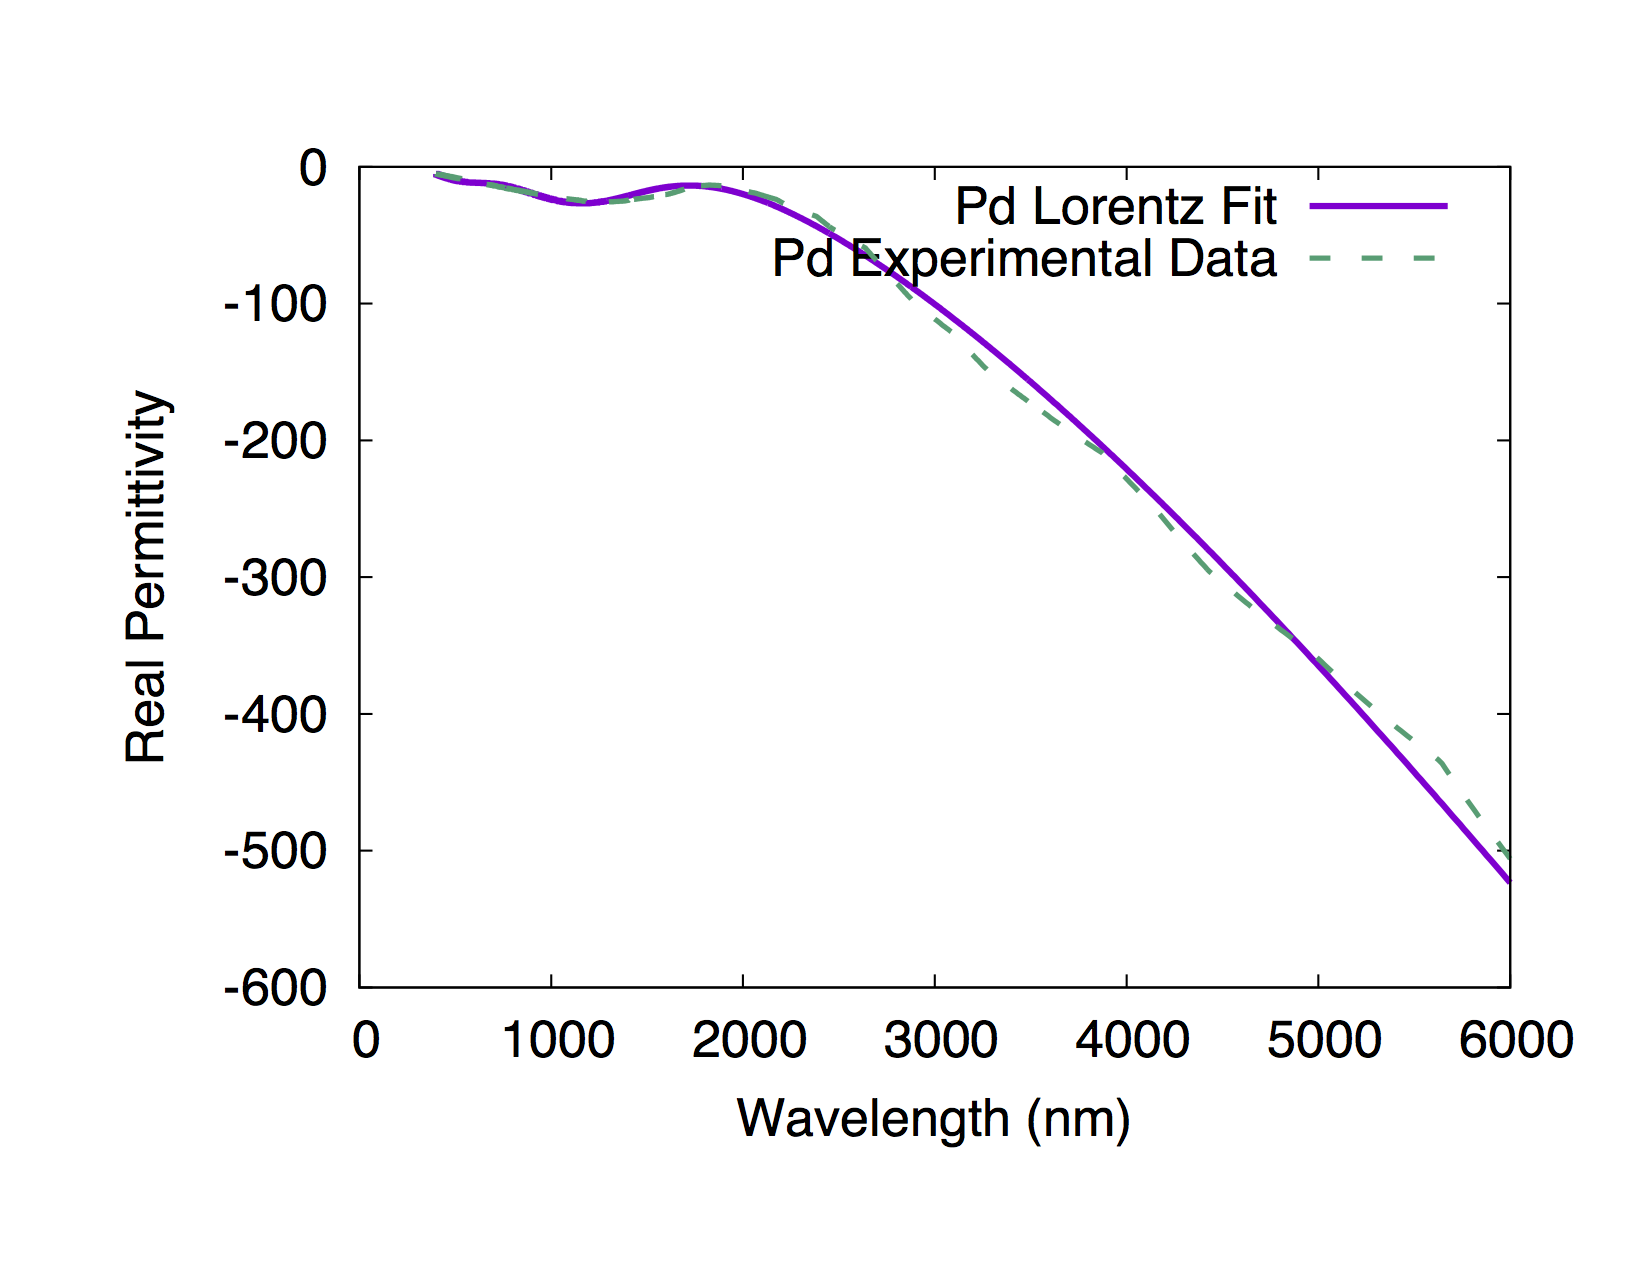 Pd Lorentz Fit
Pd Experimental Data
0
-100
-200
-300
-400
-500
-600
Real Permittivity
0 1000 2000 3000 4000 5000 6000
Wavelength (nm)